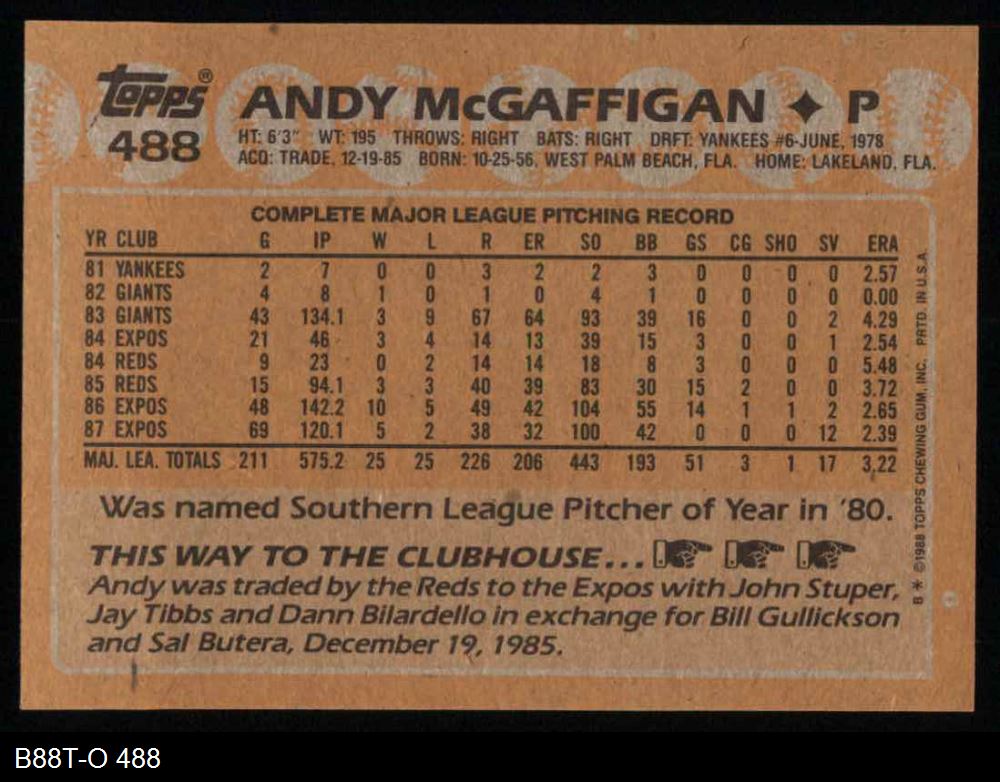 Topps®
488
ANDY McGAFFIGAN ✦ P
HT: 6'3" WT: 195 THROWS: RIGHT BATS: RIGHT DRFT: YANKEES #6-JUNE, 1978
ACQ: TRADE, 12-19-85 BORN: 10-25-56, WEST PALM BEACH, FLA. HOME: LAKELAND, FLA.
COMPLETE MAJOR LEAGUE PITCHING RECORD
YR CLUB G IP W L R ER SO BB GS CG SHO SV ERA
81 YANKEES 2 7 0 0 3 2 2 3 0 0 0 0 2.57
82 GIANTS 4 8 1 0 1 0 4 1 0 0 0 0 0.00
83 GIANTS 43 134.1 3 9 67 64 93 39 16 0 0 2 4.29
84 EXPOS 21 46 3 4 14 13 39 15 3 0 0 1 2.54
84 REDS 9 23 0 2 14 14 18 8 3 0 0 0 5.48
85 REDS 15 94.1 3 3 40 39 83 30 15 2 0 0 3.72
86 EXPOS 48 142.2 10 5 49 42 104 55 14 1 1 2 2.65
87 EXPOS 69 120.1 5 2 38 32 100 42 0 0 0 12 2.39
MAJ. LEA. TOTALS 211 575.2 25 25 226 206 443 193 51 3 1 17 3.22
Was named Southern League Pitcher of Year in '80.
THIS WAY TO THE CLUBHOUSE...
Andy was traded by the Reds to the Expos with John Stuper,
Jay Tibbs and Dann Bilardello in exchange for Bill Gullickson
and Sal Butera, December 19, 1985.
B * ©1988 TOPPS CHEWING GUM, INC. PRTD. IN U.S.A.
B88T-O 488